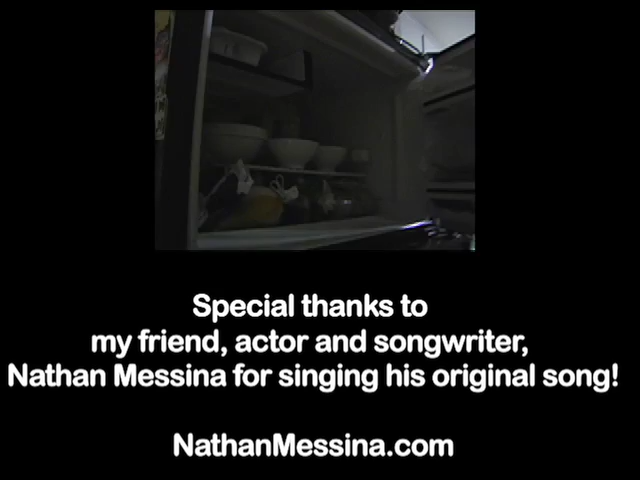 Special thanks to
my friend, actor and songwriter,
Nathan Messina for singing his original song!
NathanMessina.com